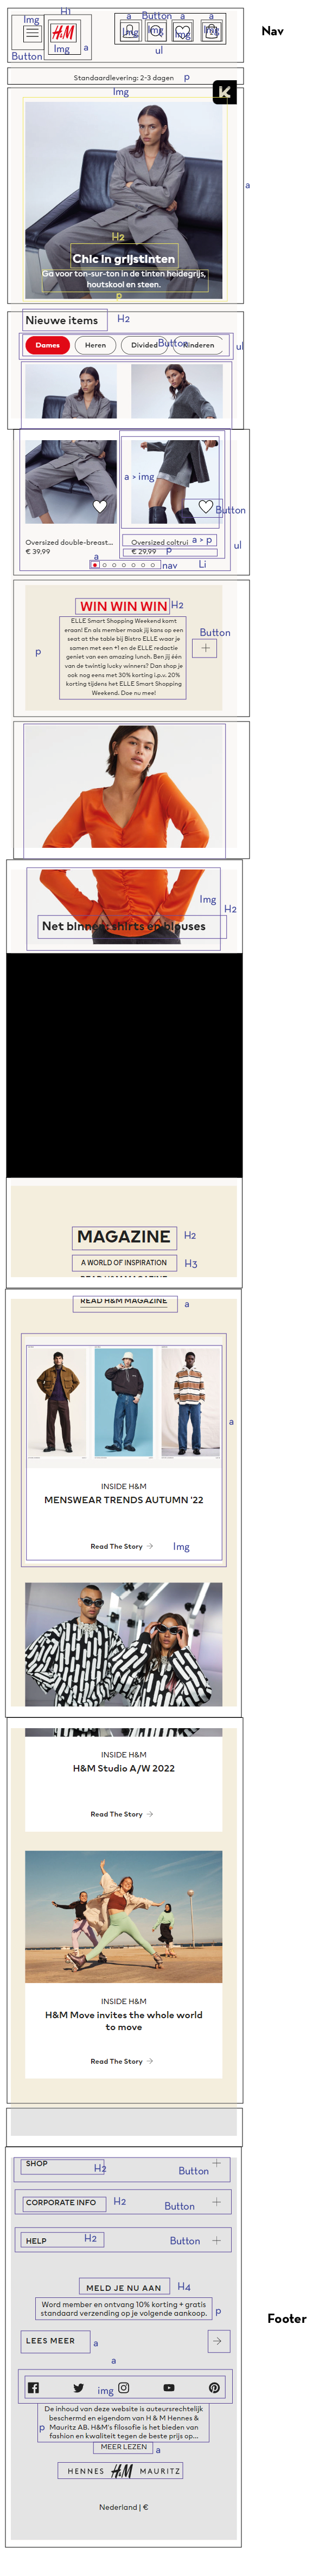 H1
Img
a
Button
a
a
Nav
Img
Img
Img
Img
H&M
Img
a
Button
ul
Standaardlevering: 2-3 dagen
p
Img
a
H2
Chic in grijstinten
Ga voor ton-sur-ton in de tinten heidegrijs,
houtskool en steen.
p
Nieuwe items
H2
Dames
Heren
Divided
Button
Kinderen
ul
a > img
Button
Oversized double-breast...
Oversized coltrui
a > p
€ 39,99
€ 29,99
p
ul
a
nav
Li
WIN WIN WIN
H2
ELLE Smart Shopping Weekend komt
eraan! En als member maak jij kans op een
seat at the table bij Bistro ELLE waar je
samen met een +1 en de ELLE redactie
geniet van een amazing lunch. Ben jij één
van de twintig lucky winners? Dan shop je
ook nog eens met 30% korting i.p.v. 20%
korting tijdens het ELLE Smart Shopping
Weekend. Doe nu mee!
Button
p
Img
H2
Net binnen: shirts en blouses
MAGAZINE
H2
A WORLD OF INSPIRATION
H3
READ H&M MAGAZINE
READ H&M MAGAZINE
a
a
INSIDE H&M
MENSWEAR TRENDS AUTUMN '22
Read The Story
Img
INSIDE H&M
H&M Studio A/W 2022
Read The Story
INSIDE H&M
H&M Move invites the whole world
to move
Read The Story
SHOP
H2
Button
CORPORATE INFO
H2
Button
HELP
H2
Button
MELD JE NU AAN
H4
Footer
Word member en ontvang 10% korting + gratis
standaard verzending op je volgende aankoop.
p
LEES MEER
a
a
img
De inhoud van deze website is auteursrechtelijk
beschermd en eigendom van H & M Hennes &
Mauritz AB. H&M's filosofie is het bieden van
fashion en kwaliteit tegen de beste prijs op...
p
MEER LEZEN
a
HENNES H&M MAURITZ
Nederland | €